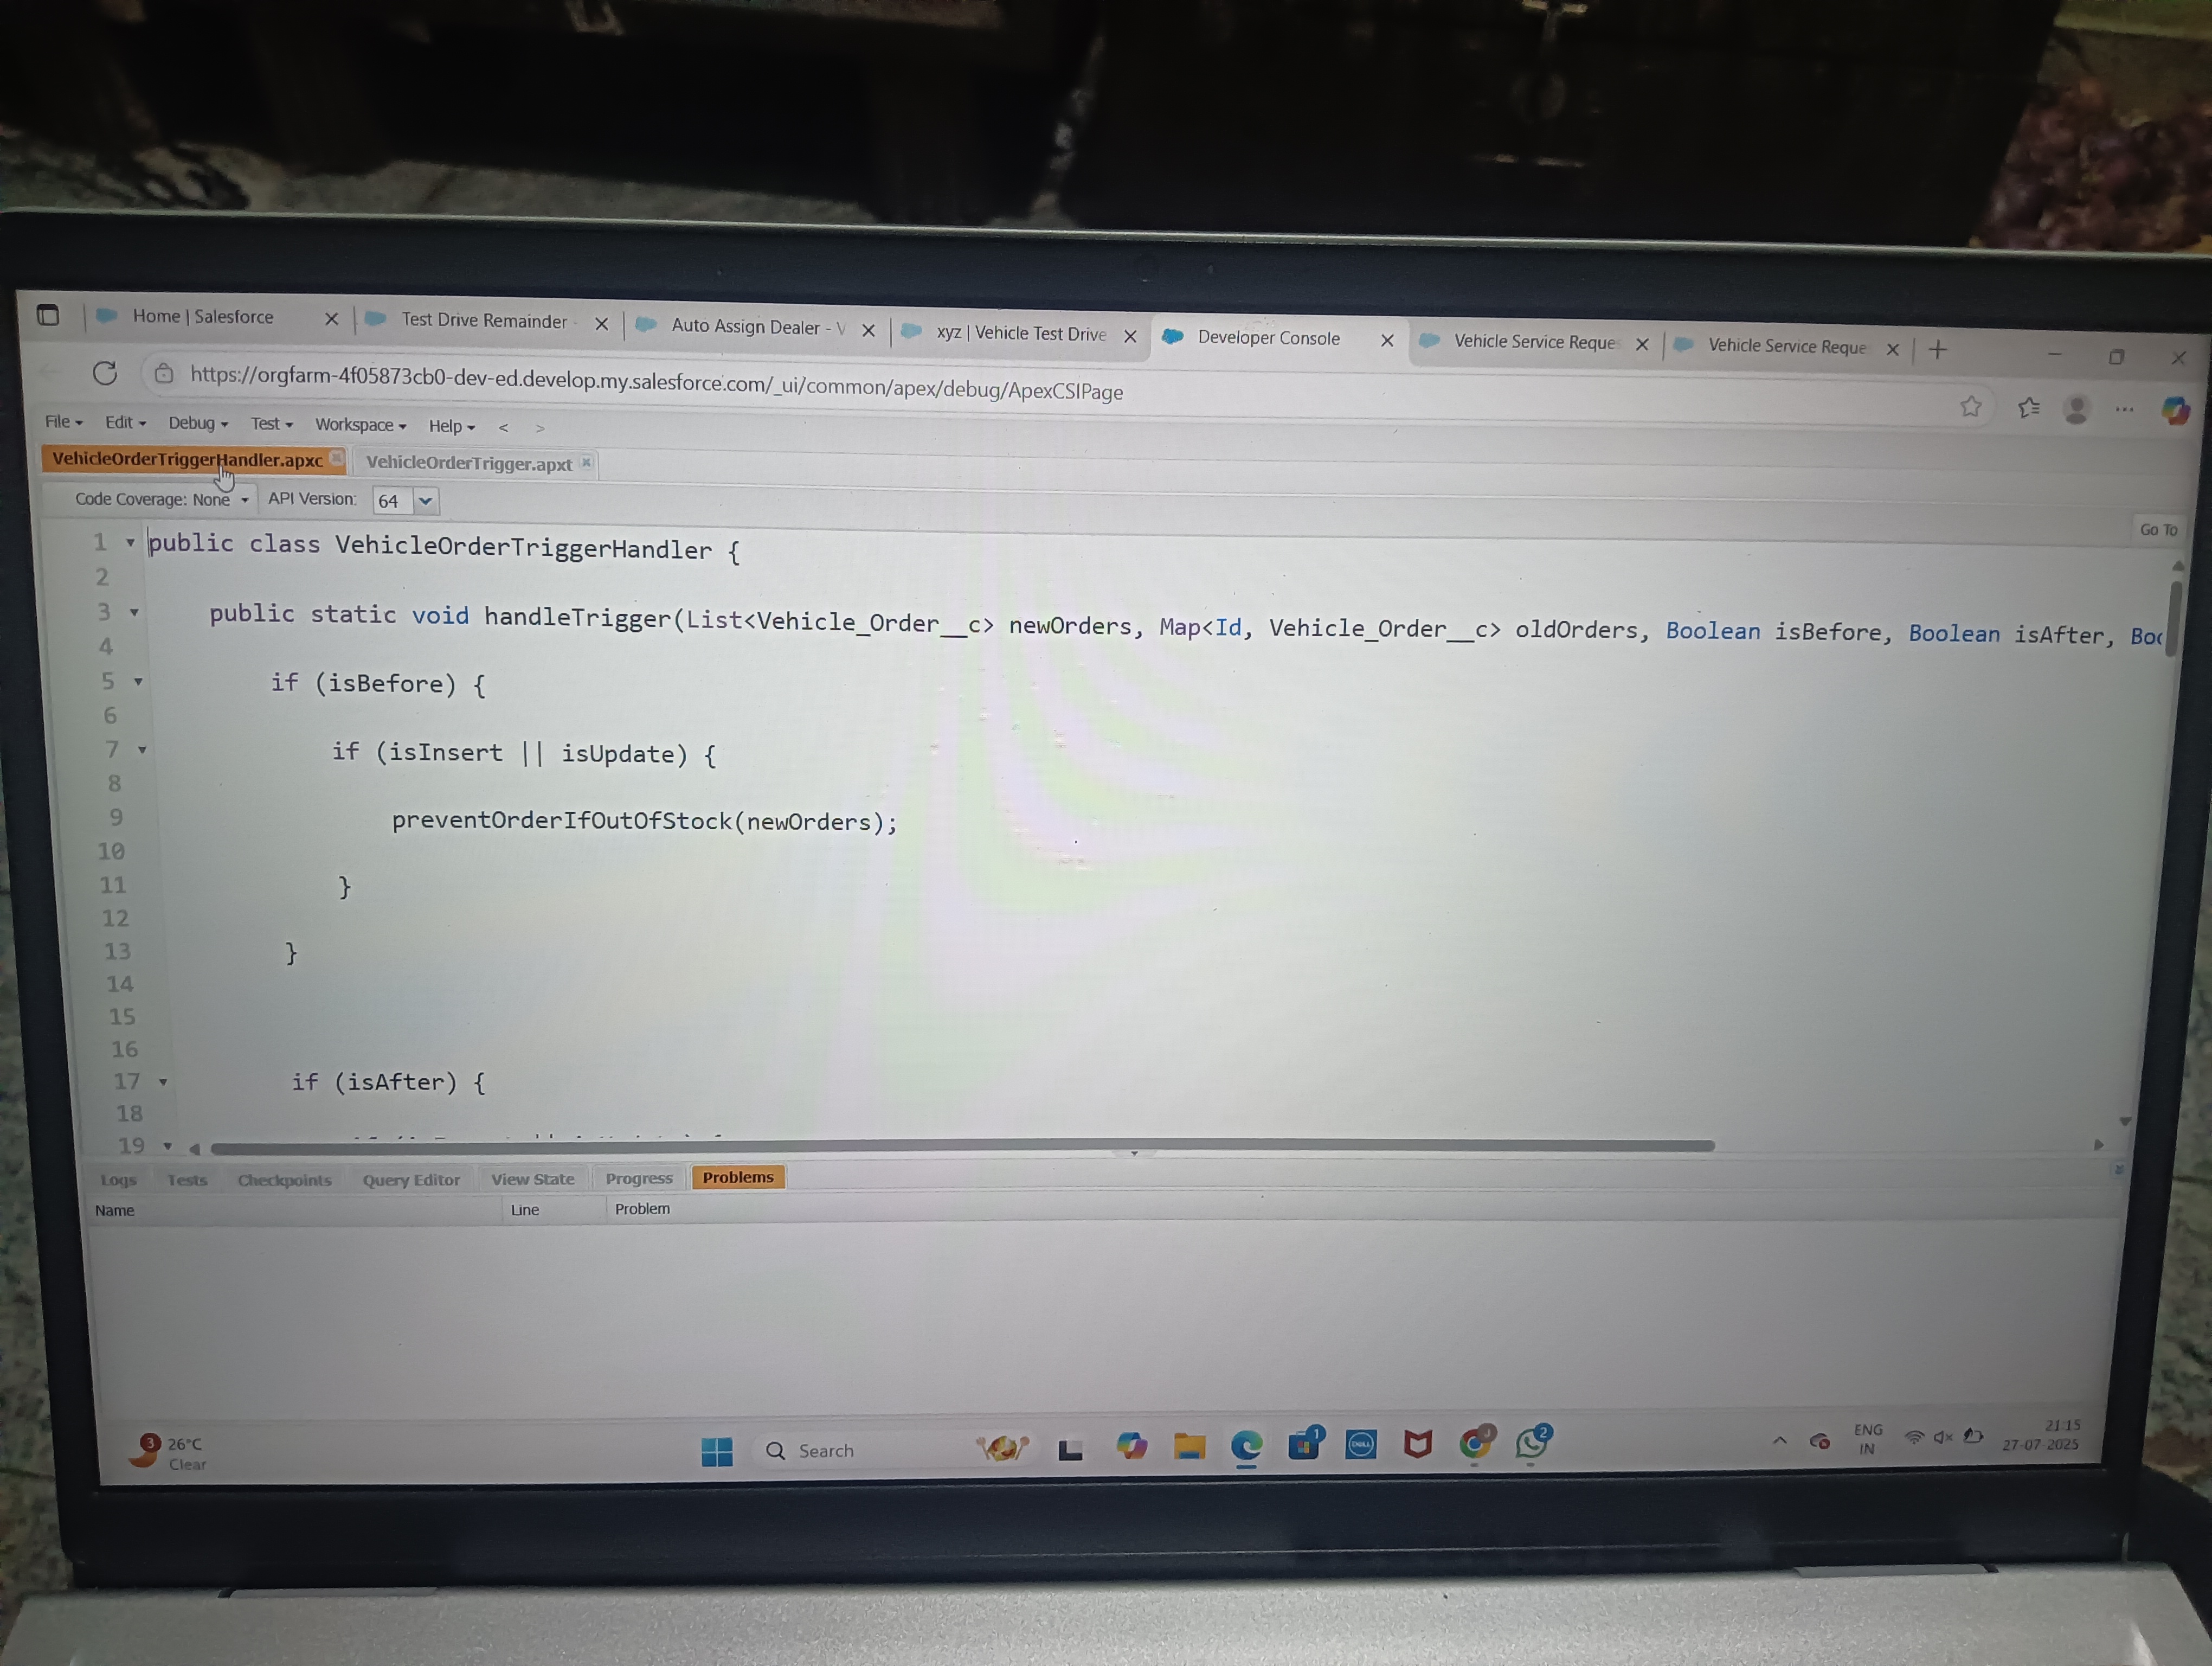 Home | Salesforce
Test Drive Remainder -
Auto Assign Dealer - V
xyz | Vehicle Test Drive
Developer Console
Vehicle Service Reque
Vehicle Service Reque
https://orgfarm-4f05873cb0-dev-ed.develop.my.salesforce.com/_ui/common/apex/debug/ApexCSIPage
File Edit Debug Test Workspace Help < >
VehicleOrderTriggerHandler.apxc VehicleOrderTrigger.apxt
Code Coverage: None API Version: 64
Go To
1 public class VehicleOrderTriggerHandler {
2
3 public static void handleTrigger(List<Vehicle_Order__c> newOrders, Map<Id, Vehicle_Order__c> oldOrders, Boolean isBefore, Boolean isAfter, Boo
4
5 if (isBefore) {
6
7 if (isInsert || isUpdate) {
8
9 preventOrderIfOutOfStock(newOrders);
10
11 }
12
13 }
14
15
16
17 if (isAfter) {
18
19
Logs Tests Checkpoints Query Editor View State Progress Problems
Name Line Problem
3
26°C
Clear
Search
1
DELL
2
ENG
IN
21:15
27-07-2025